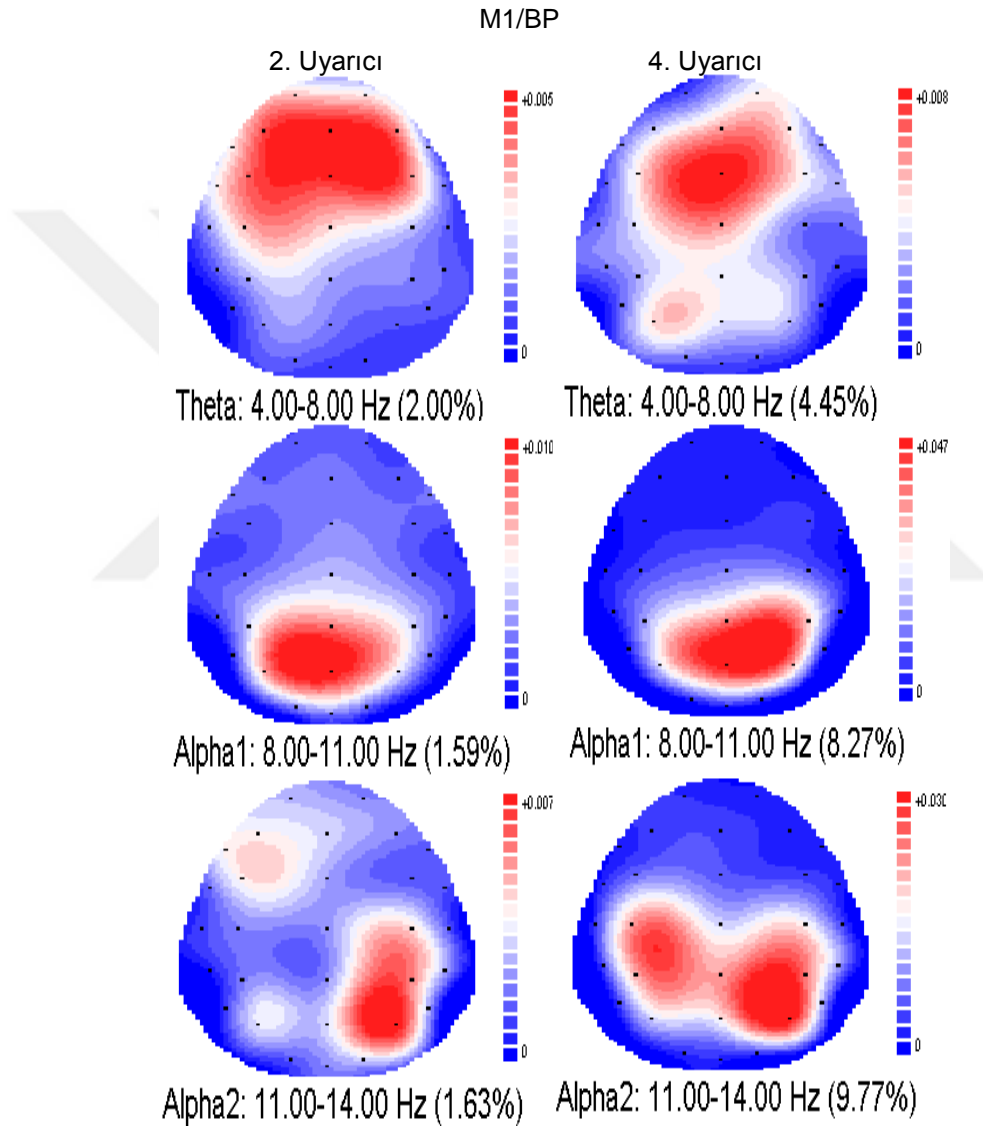 M1/BP
2. Uyarıcı
4. Uyarıcı
+0.005
0
+0.008
0
Theta: 4.00-8.00 Hz (2.00%)
Theta: 4.00-8.00 Hz (4.45%)
+0.010
0
+0.047
0
Alpha1: 8.00-11.00 Hz (1.59%)
Alpha1: 8.00-11.00 Hz (8.27%)
+0.007
0
+0.030
0
Alpha2: 11.00-14.00 Hz (1.63%)
Alpha2: 11.00-14.00 Hz (9.77%)